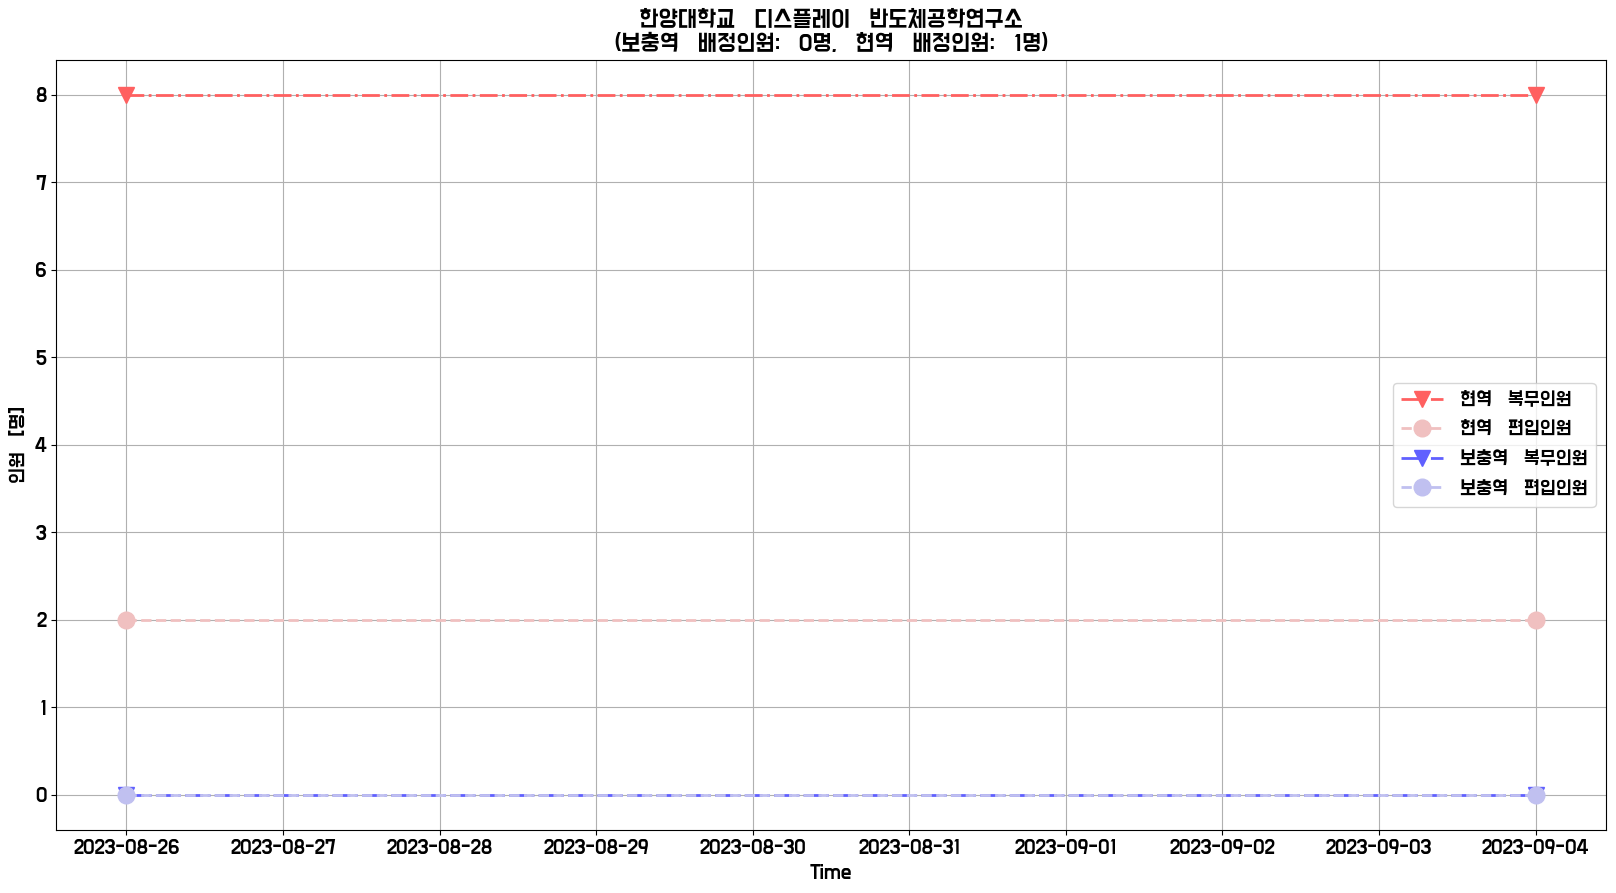 한양대학교 디스플레이 반도체공학연구소
(보충역 배정인원: 0명, 현역 배정인원: 1명)
8
7
6
5
4
3
2
1
0
인원 [명]
현역 복무인원
현역 편입인원
보충역 복무인원
보충역 편입인원
2023-08-26 2023-08-27 2023-08-28 2023-08-29 2023-08-30 2023-08-31 2023-09-01 2023-09-02 2023-09-03 2023-09-04
Time